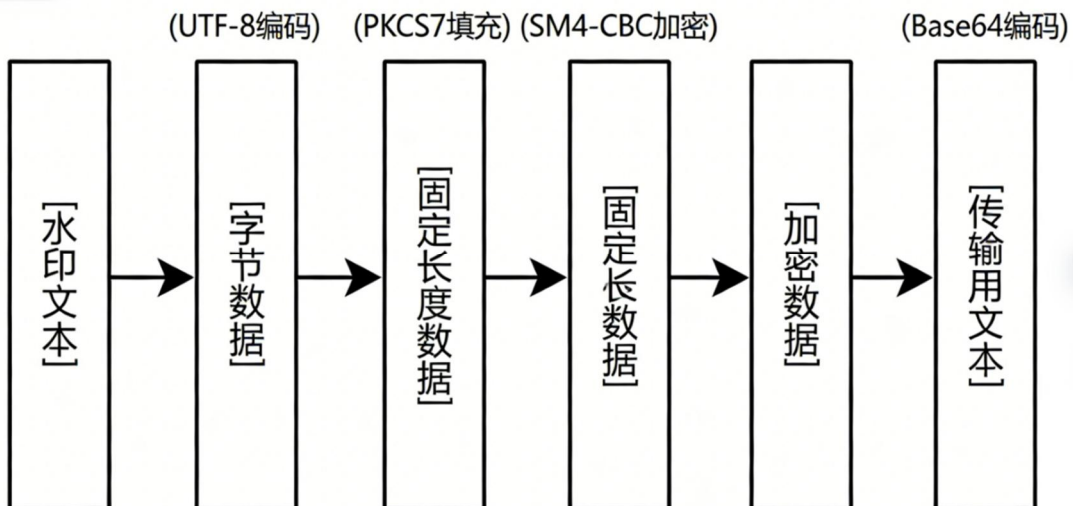 (UTF-8编码) (PKCS7填充) (SM4-CBC加密) (Base64编码)
[水印文本]
[字节数据]
[固定长度数据]
[固定长数据]
[加密数据]
[传输用文本]